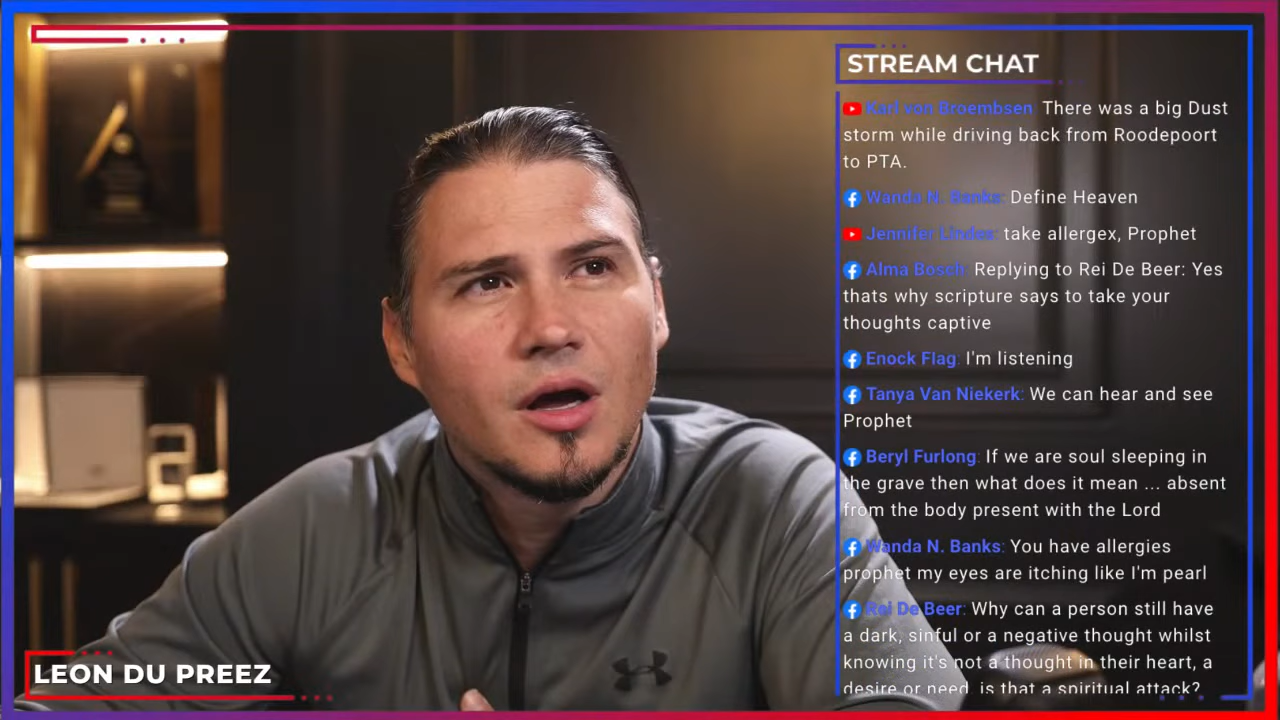 STREAM CHAT
Karl von Broembsen: There was a big Dust
storm while driving back from Roodepoort
to PTA.
Wanda N. Banks: Define Heaven
Jennifer Lindes: take allergex, Prophet
Alma Bosch: Replying to Rei De Beer: Yes
thats why scripture says to take your
thoughts captive
Enock Flag: I'm listening
Tanya Van Niekerk: We can hear and see
Prophet
Beryl Furlong: If we are soul sleeping in
the grave then what does it mean ... absent
from the body present with the Lord
Wanda N. Banks: You have allergies
prophet my eyes are itching like I'm pearl
Rei De Beer: Why can a person still have
a dark, sinful or a negative thought whilst
knowing it's not a thought in their heart, a
desire or need, is that a spiritual attack?
LEON DU PREEZ